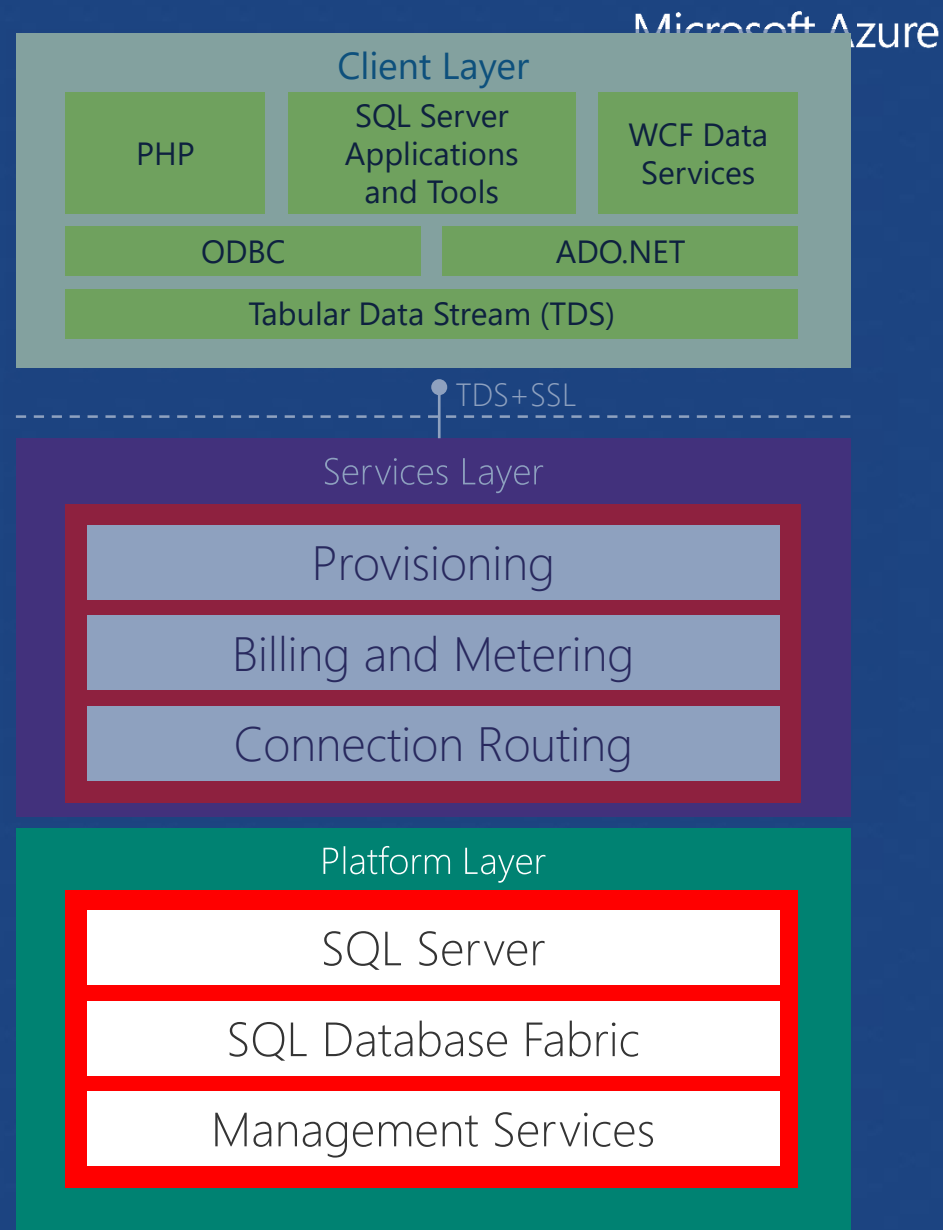 Microsoft Azure
Client Layer
PHP
SQL Server
Applications
and Tools
WCF Data
Services
ODBC
ADO.NET
Tabular Data Stream (TDS)
TDS+SSL
Services Layer
Provisioning
Billing and Metering
Connection Routing
Platform Layer
SQL Server
SQL Database Fabric
Management Services